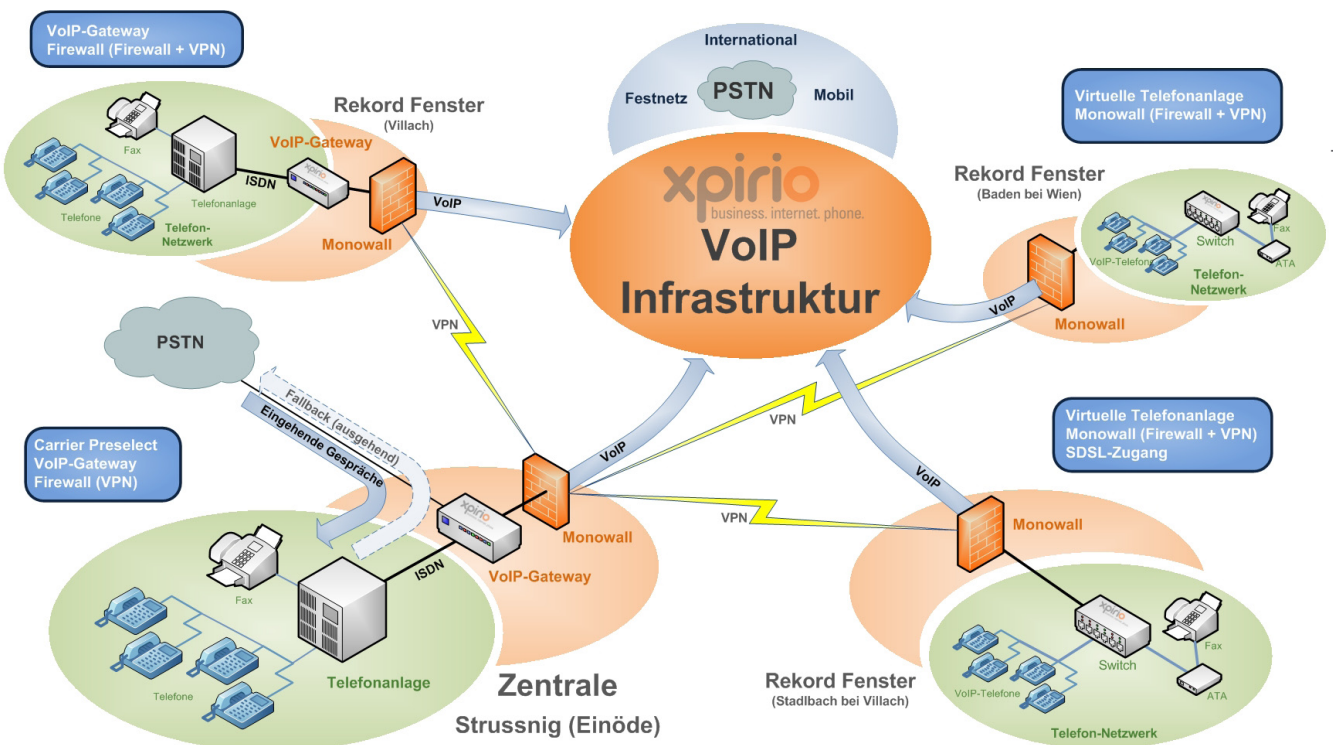 VoIP-Gateway
Firewall (Firewall + VPN)
Fax
Telefone
Telefonanlage
Telefon-
Netzwerk
ISDN
VoIP-Gateway
Rekord Fenster
(Villach)
Monowall
VoIP
International
Festnetz
PSTN
Mobil
xpirio
business. internet. phone.
VoIP
Infrastruktur
Virtuelle Telefonanlage
Monowall (Firewall + VPN)
Rekord Fenster
(Baden bei Wien)
Monowall
VoIP
VoIP-Telefone
Switch
Fax
ATA
Telefon-
Netzwerk
VPN
PSTN
Fallback (ausgehend)
Eingehende Gespräche
Carrier Preselect
VoIP-Gateway
Firewall (VPN)
Fax
Telefone
Telefonanlage
ISDN
xpirio
VoIP-Gateway
Monowall
VoIP
Zentrale
Strussnig (Einöde)
VPN
VPN
Virtuelle Telefonanlage
Monowall (Firewall + VPN)
SDSL-Zugang
VoIP
Monowall
Rekord Fenster
(Stadlbach bei Villach)
xpirio
Switch
Fax
ATA
VoIP-Telefone
Telefon-Netzwerk